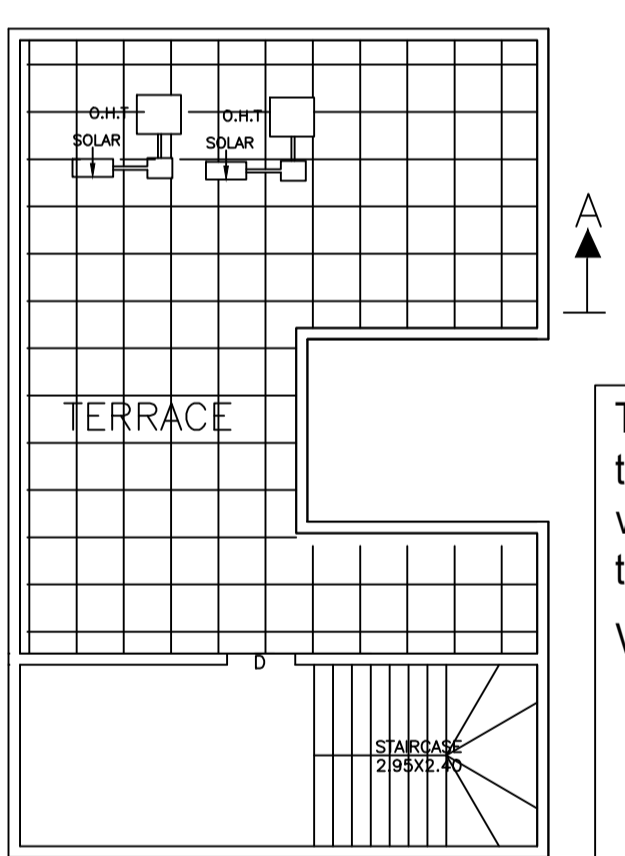 O.H.T
O.H.T
SOLAR
SOLAR
A
TERRACE
D
STAIRCASE
2.95X2.40
T
t
v
t
V